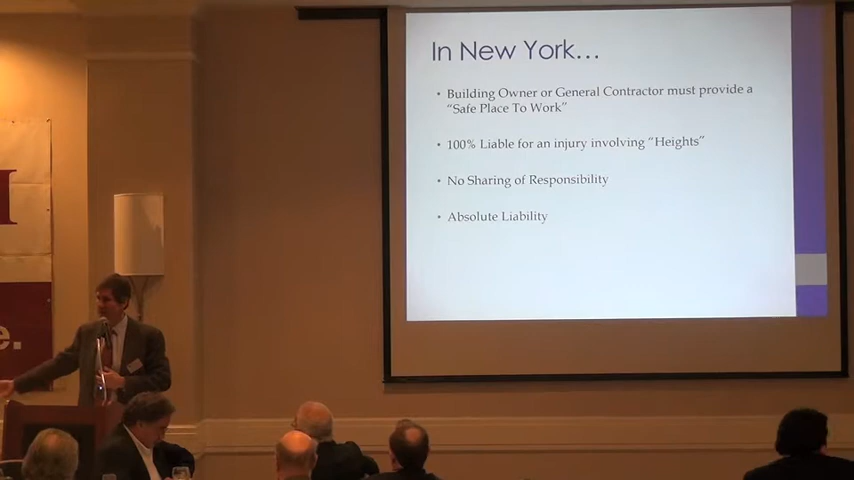 In New York...
• Building Owner or General Contractor must provide a
"Safe Place To Work"
• 100% Liable for an injury involving "Heights"
• No Sharing of Responsibility
• Absolute Liability
e.